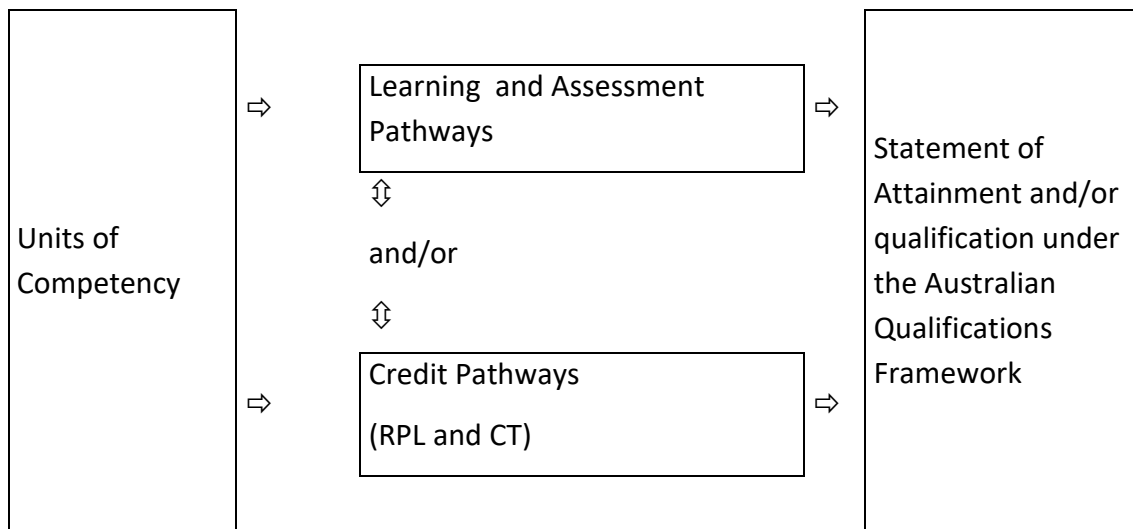 Units of
Competency
⇨
⇨
Learning and Assessment
Pathways
⇳
and/or
⇳
Credit Pathways
(RPL and CT)
⇨
⇨
Statement of
Attainment and/or
qualification under
the Australian
Qualifications
Framework